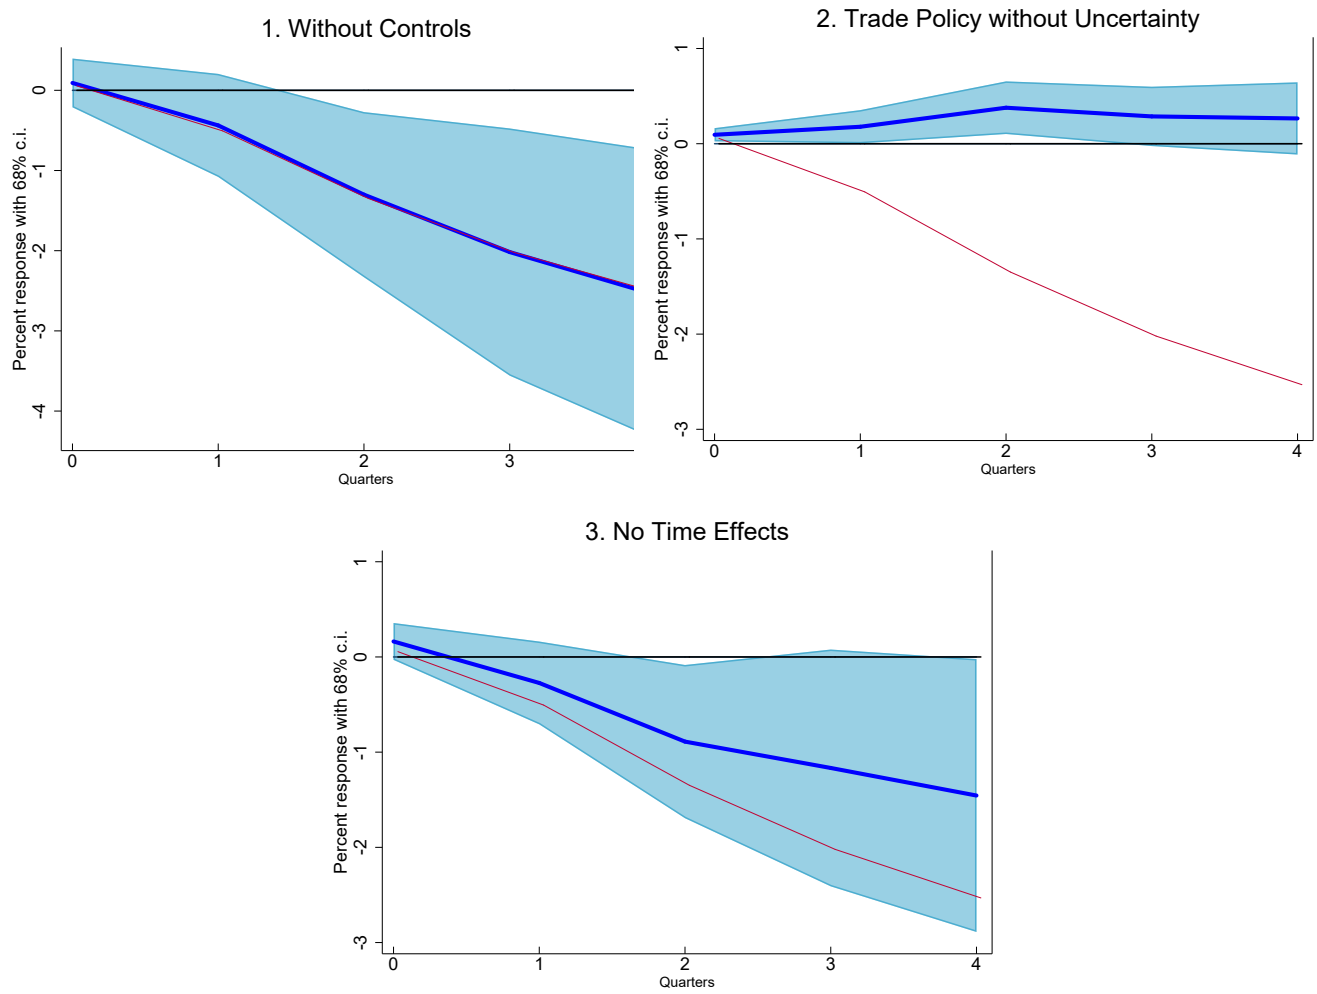 1. Without Controls
Percent response with 68% c.i.
0
-1
-2
-3
-4
0 1 2 3
Quarters
2. Trade Policy without Uncertainty
Percent response with 68% c.i.
1
0
-1
-2
-3
0 1 2 3 4
Quarters
3. No Time Effects
Percent response with 68% c.i.
1
0
-1
-2
-3
0 1 2 3 4
Quarters